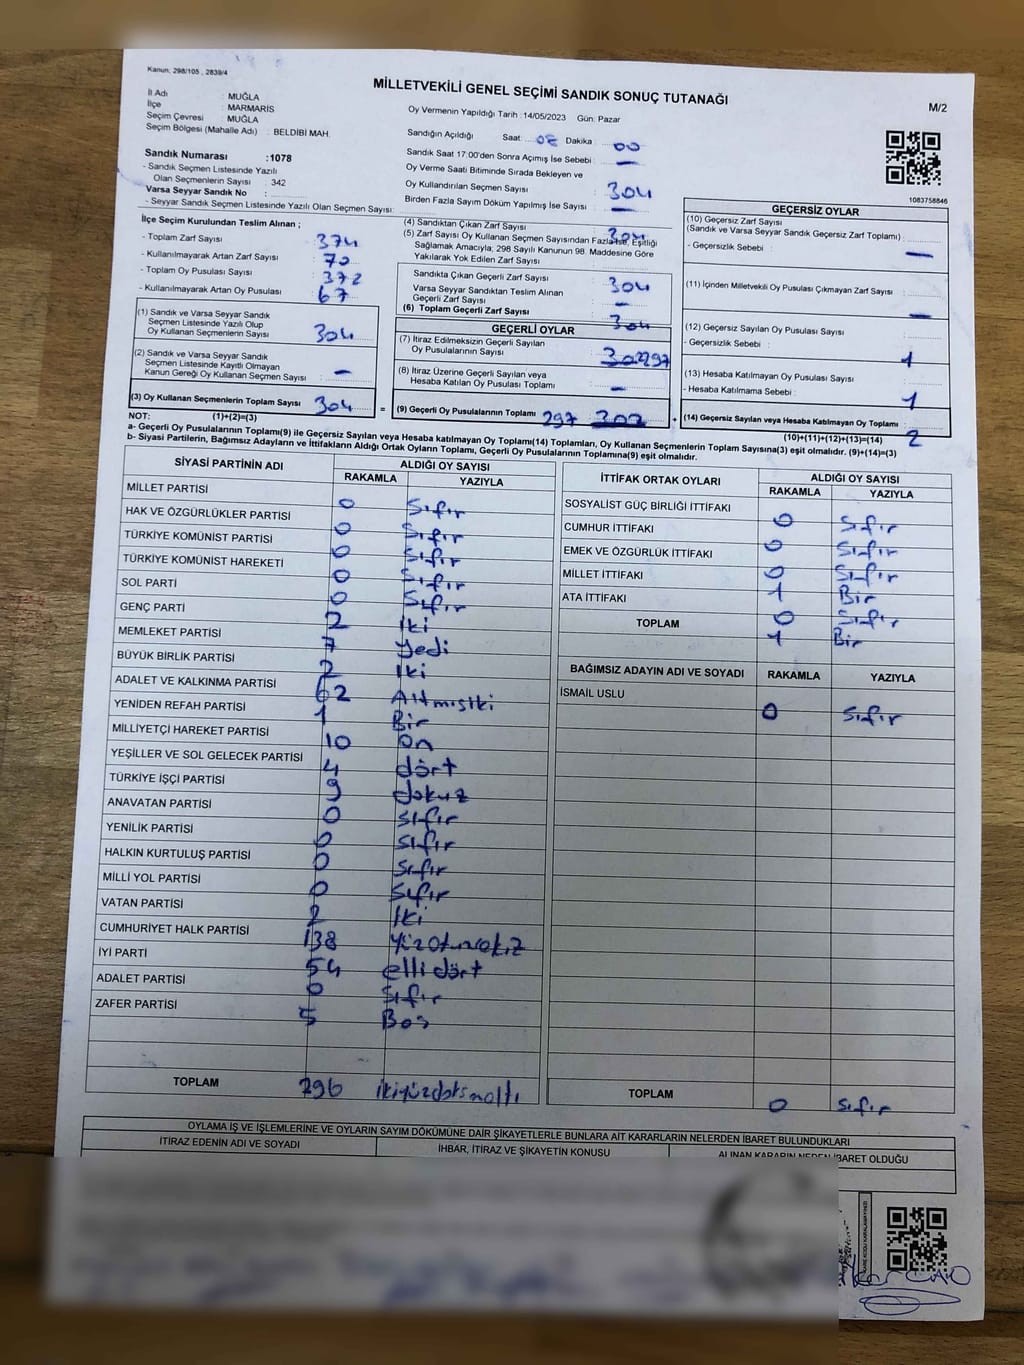 Kanun; 298/105 , 2839/4
MİLLETVEKİLİ GENEL SEÇİMİ SANDIK SONUÇ TUTANAĞI
M/2
İl Adı : MUĞLA
İlçe : MARMARİS
Seçim Çevresi : MUĞLA
Seçim Bölgesi (Mahalle Adı) : BELDİBİ MAH.
Oy Vermenin Yapıldığı Tarih :14/05/2023 Gün: Pazar
Sandığın Açıldığı Saat: 08 Dakika : 00
Sandık Saat 17:00'den Sonra Açımış İse Sebebi : —
Oy Verme Saati Bitiminde Sırada Bekleyen ve
Oy Kullandırılan Seçmen Sayısı : 304
Birden Fazla Sayım Döküm Yapılmış İse Sayısı : —
1083758846
Sandık Numarası :1078
- Sandık Seçmen Listesinde Yazılı
Olan Seçmenlerin Sayısı : 342
Varsa Seyyar Sandık No :
- Seyyar Sandık Seçmen Listesinde Yazılı Olan Seçmen Sayısı:
İlçe Seçim Kurulundan Teslim Alınan ;
- Toplam Zarf Sayısı : 374
- Kullanılmayarak Artan Zarf Sayısı : 70
- Toplam Oy Pusulası Sayısı : 372
- Kullanılmayarak Artan Oy Pusulası : 67
(1) Sandık ve Varsa Seyyar Sandık
Seçmen Listesinde Yazılı Olup
Oy Kullanan Seçmenlerin Sayısı : 304
(2) Sandık ve Varsa Seyyar Sandık
Seçmen Listesinde Kayıtlı Olmayan
Kanun Gereği Oy Kullanan Seçmen Sayısı : —
(3) Oy Kullanan Seçmenlerin Toplam Sayısı : 304 =
(4) Sandıktan Çıkan Zarf Sayısı : 304
(5) Zarf Sayısı Oy Kullanan Seçmen Sayısından Fazla İse, Eşitliği
Sağlamak Amacıyla; 298 Sayılı Kanunun 98. Maddesine Göre
Yakılarak Yok Edilen Zarf Sayısı :
Sandıkta Çıkan Geçerli Zarf Sayısı : 304
Varsa Seyyar Sandıktan Teslim Alınan
Geçerli Zarf Sayısı : —
(6) Toplam Geçerli Zarf Sayısı : 304
GEÇERLİ OYLAR
(7) İtiraz Edilmeksizin Geçerli Sayılan
Oy Pusulalarının Sayısı : 302 297
(8) İtiraz Üzerine Geçerli Sayılan veya
Hesaba Katılan Oy Pusulası Toplamı : —
(9) Geçerli Oy Pusulalarının Toplamı : 297 302 +
GEÇERSİZ OYLAR
(10) Geçersiz Zarf Sayısı
(Sandık ve Varsa Seyyar Sandık Geçersiz Zarf Toplamı) :
- Geçersizlik Sebebi : —
(11) İçinden Milletvekili Oy Pusulası Çıkmayan Zarf Sayısı : —
(12) Geçersiz Sayılan Oy Pusulası Sayısı :
- Geçersizlik Sebebi : 1
(13) Hesaba Katılmayan Oy Pusulası Sayısı :
- Hesaba Katılmama Sebebi : 1
(14) Geçersiz Sayılan veya Hesaba Katılmayan Oy Toplamı : 2
NOT: (1)+(2)=(3)
(10)+(11)+(12)+(13)=(14)
a- Geçerli Oy Pusulaları Toplamı(9) ile Geçersiz Sayılan veya Hesaba katılmayan Oy Toplamı(14) Toplamları, Oy Kullanan Seçmenlerin Toplam Sayısına(3) eşit olmalıdır. (9)+(14)=(3)
b- Siyasi Partilerin, Bağımsız Adayların ve İttifakların Aldığı Ortak Oyların Toplamı, Geçerli Oy Pusulalarının Toplamına(9) eşit olmalıdır.
SİYASİ PARTİNİN ADI ALDIĞI OY SAYISI
RAKAMLA YAZIYLA
MİLLET PARTİSİ 0 Sıfır
HAK VE ÖZGÜRLÜKLER PARTİSİ 0 Sıfır
TÜRKİYE KOMÜNİST PARTİSİ 0 Sıfır
TÜRKİYE KOMÜNİST HAREKETİ 0 Sıfır
SOL PARTİ 0 Sıfır
GENÇ PARTİ 2 İki
MEMLEKET PARTİSİ 7 Yedi
BÜYÜK BİRLİK PARTİSİ 2 İki
ADALET VE KALKINMA PARTİSİ 62 Altmışiki
YENİDEN REFAH PARTİSİ 1 Bir
MİLLİYETÇİ HAREKET PARTİSİ 10 On
YEŞİLLER VE SOL GELECEK PARTİSİ 4 dört
TÜRKİYE İŞÇİ PARTİSİ 9 dokuz
ANAVATAN PARTİSİ 0 Sıfır
YENİLİK PARTİSİ 0 Sıfır
HALKIN KURTULUŞ PARTİSİ 0 Sıfır
MİLLİ YOL PARTİSİ 0 Sıfır
VATAN PARTİSİ 2 İki
CUMHURİYET HALK PARTİSİ 138 Yüzotuzsekiz
İYİ PARTİ 54 elli dört
ADALET PARTİSİ 0 Sıfır
ZAFER PARTİSİ 5 Beş
TOPLAM 296 ikiyüzdoksanaltı
İTTİFAK ORTAK OYLARI ALDIĞI OY SAYISI
RAKAMLA YAZIYLA
SOSYALİST GÜÇ BİRLİĞİ İTTİFAKI 0 Sıfır
CUMHUR İTTİFAKI 0 Sıfır
EMEK VE ÖZGÜRLÜK İTTİFAKI 0 Sıfır
MİLLET İTTİFAKI 1 Bir
ATA İTTİFAKI 0 Sıfır
TOPLAM 1 Bir
BAĞIMSIZ ADAYIN ADI VE SOYADI RAKAMLA YAZIYLA
İSMAİL USLU 0 Sıfır
TOPLAM 0 Sıfır
OYLAMA İŞ VE İŞLEMLERİNE VE OYLARIN SAYIM DÖKÜMÜNE DAİR ŞİKAYETLERLE BUNLARA AİT KARARLARIN NELERDEN İBARET BULUNDUKLARI
İTİRAZ EDENİN ADI VE SOYADI İHBAR, İTİRAZ VE ŞİKAYETİN KONUSU ALINAN KARARIN NEDEN İBARET OLDUĞU